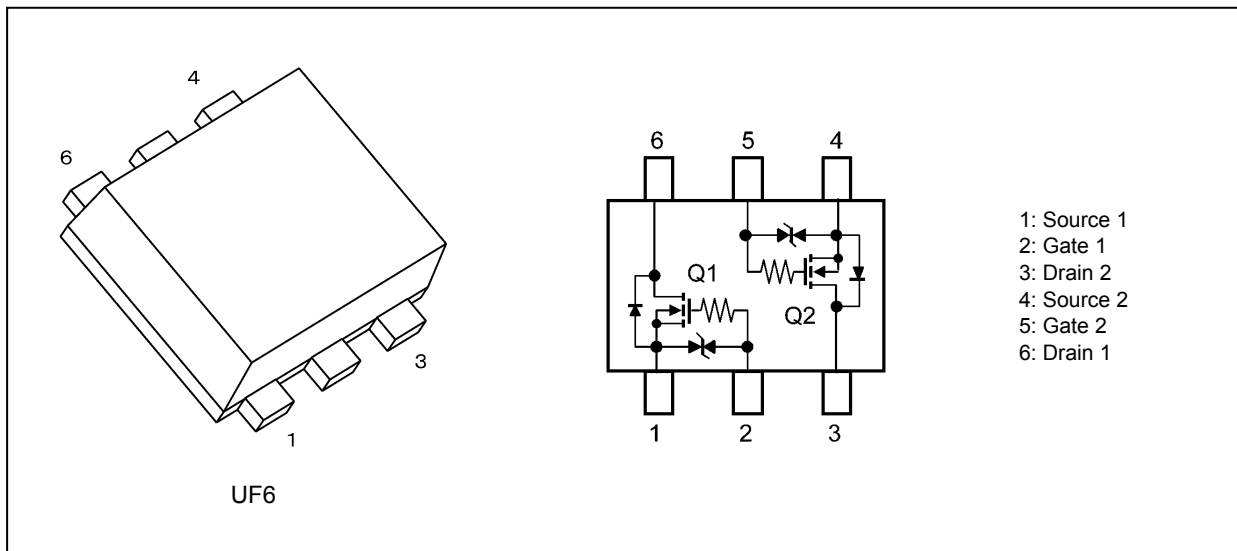 4
6
3
1
UF6
6 5 4
Q1
Q2
1 2 3
1: Source 1
2: Gate 1
3: Drain 2
4: Source 2
5: Gate 2
6: Drain 1